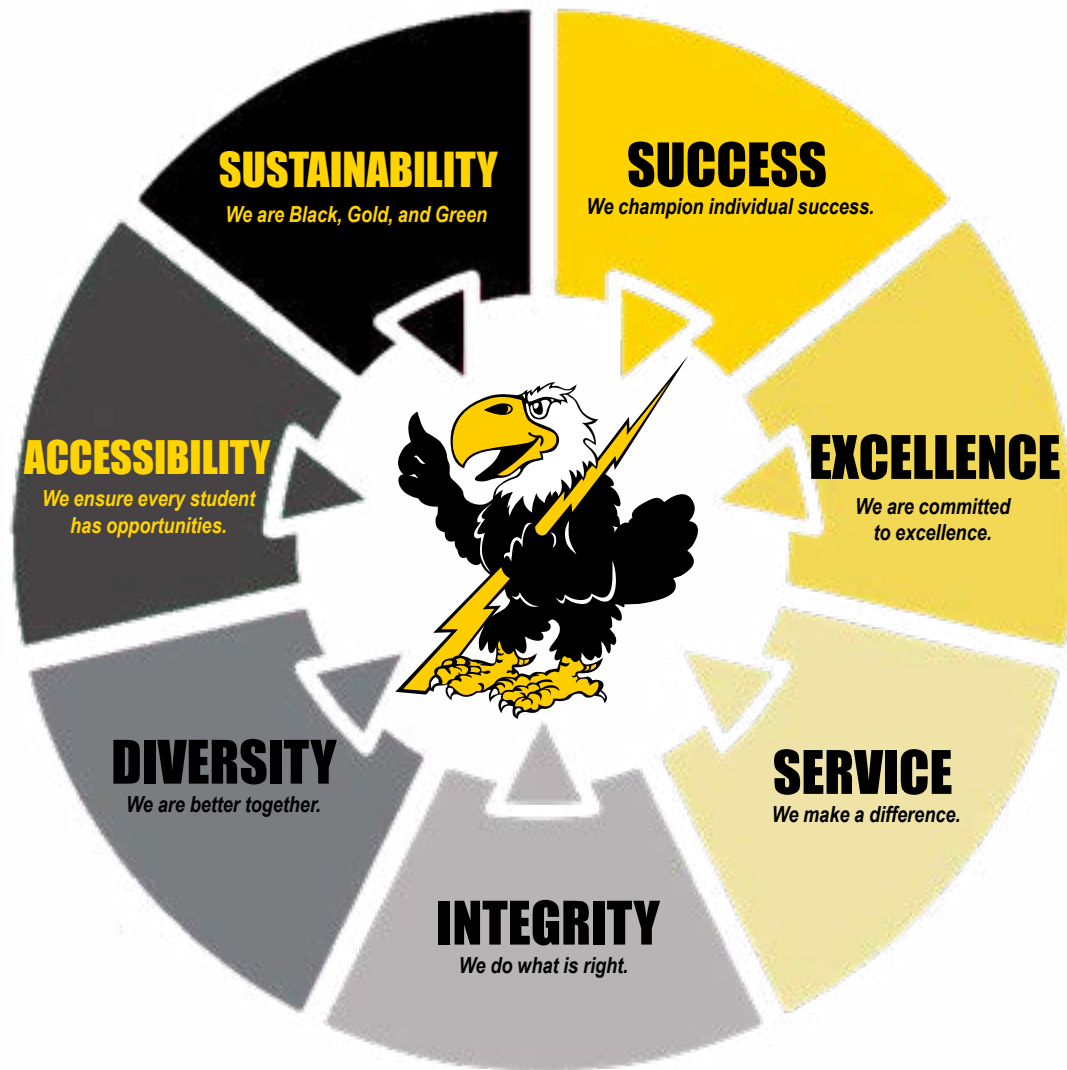 SUSTAINABILITY
We are Black, Gold, and Green
SUCCESS
We champion individual success.
EXCELLENCE
We are committed
to excellence.
SERVICE
We make a difference.
INTEGRITY
We do what is right.
DIVERSITY
We are better together.
ACCESSIBILITY
We ensure every student
has opportunities.